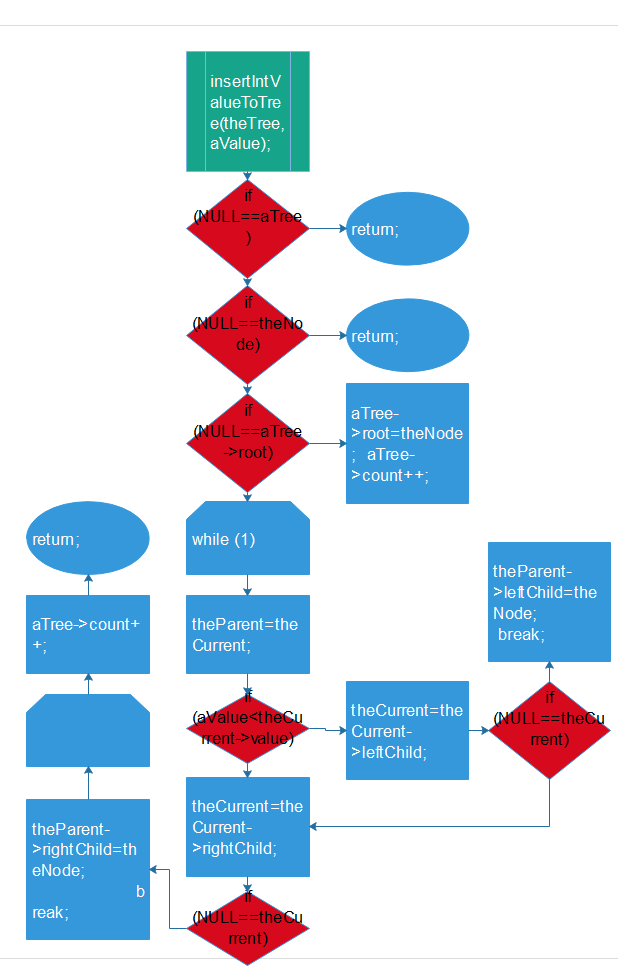 insertIntV
alueToTre
e(theTree,
aValue);
if
(NULL==aTree
)
return;
if
(NULL==theNo
de)
return;
if
(NULL==aTree
->root)
aTree-
>root=theNode
;  aTree-
>count++;
while (1)
return;
theParent=the
Current;
aTree->count+
+;
theParent-
>leftChild=the
Node;
break;
if
(aValue<theCu
rrent->value)
theCurrent=the
Current-
>leftChild;
if
(NULL==theCu
rrent)
theCurrent=the
Current-
>rightChild;
theParent-
>rightChild=th
eNode;
b
reak;
if
(NULL==theCu
rrent)